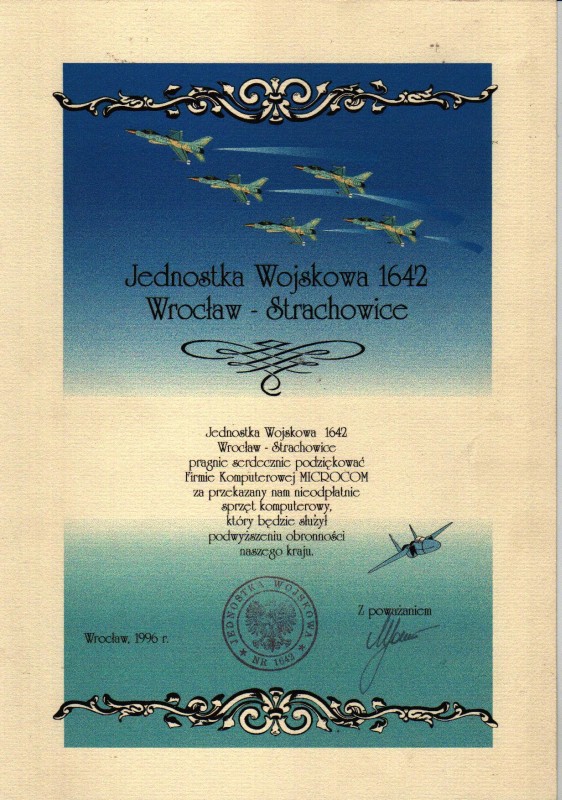 Jednostka Wojskowa 1642
Wrocław - Strachowice
Jednostka Wojskowa 1642
Wrocław - Strachowice
pragnie serdecznie podziękować
Firmie Komputerowej MICROCOM
za przekazany nam nieodpłatnie
sprzęt komputerowy,
który będzie służył
podwyższeniu obronności
naszego kraju.
Z poważaniem
Wrocław, 1996 r.
JEDNOSTKA WOJSKOWA
NR 1642